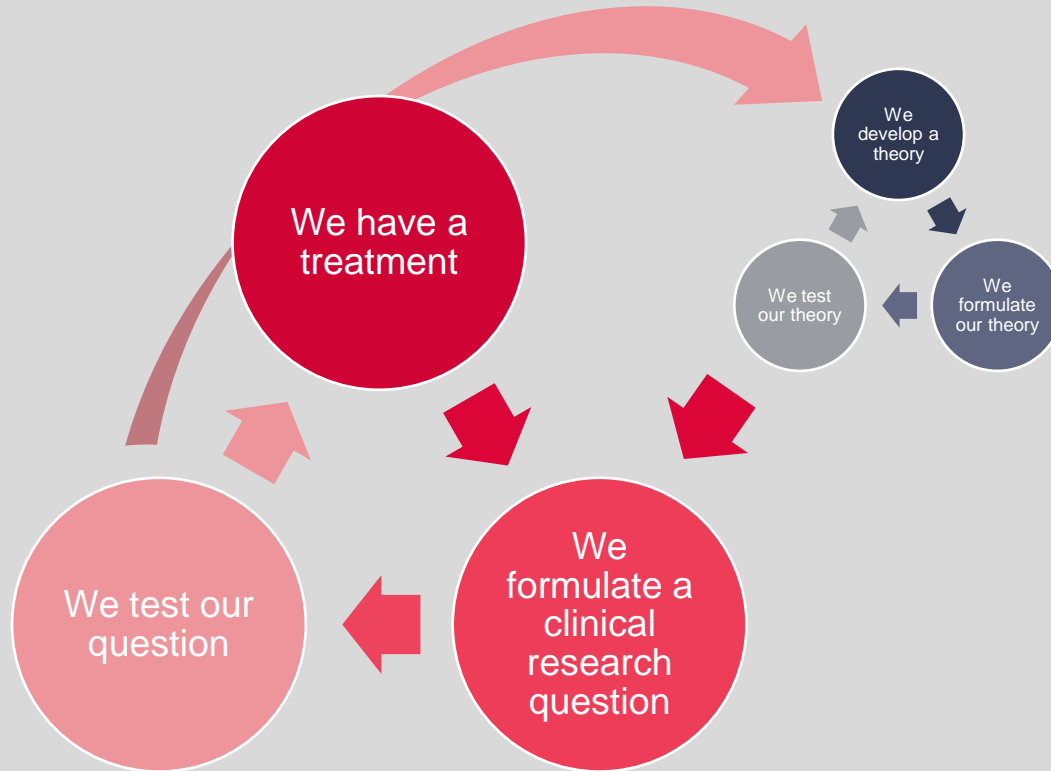 We have a
treatment
We
develop a
theory
We
formulate
our theory
We test
our theory
We
formulate a
clinical
research
question
We test our
question